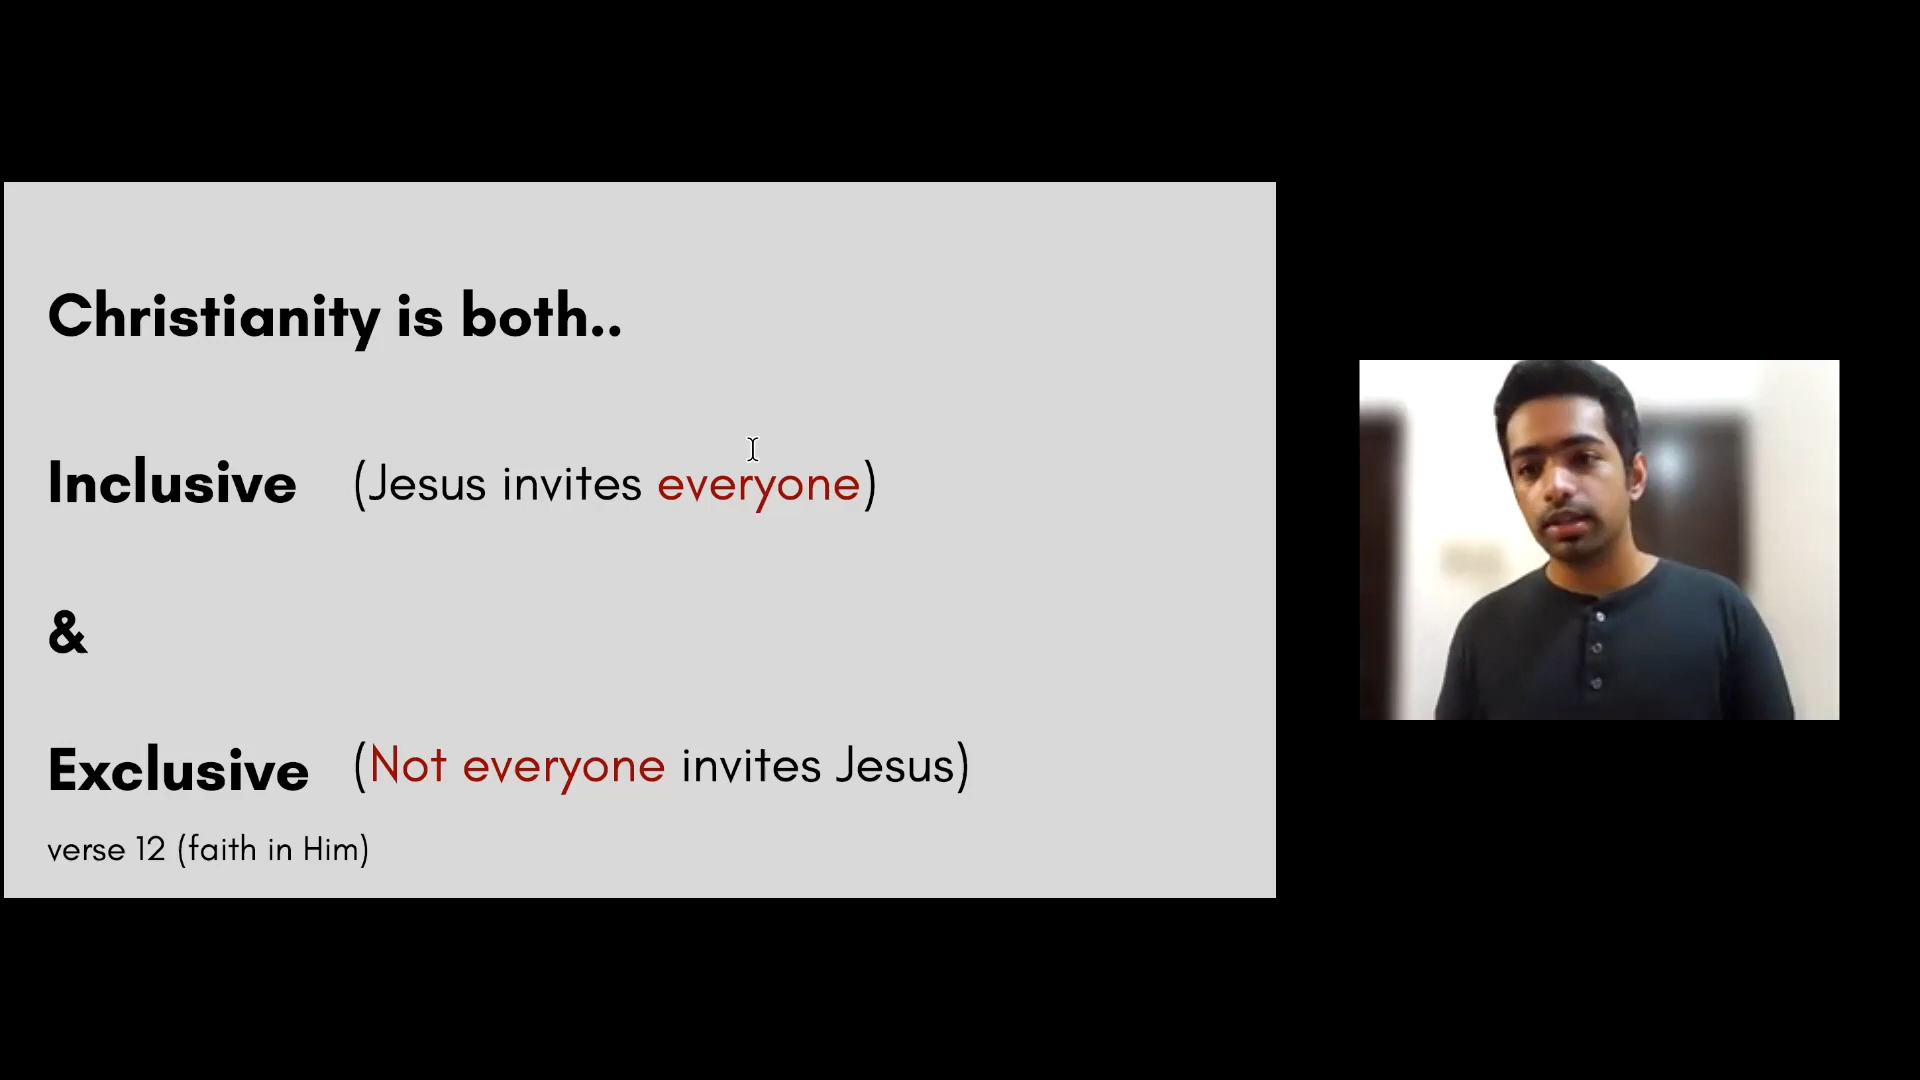 Christianity is both..
Inclusive (Jesus invites everyone)
&
Exclusive (Not everyone invites Jesus)
verse 12 (faith in Him)